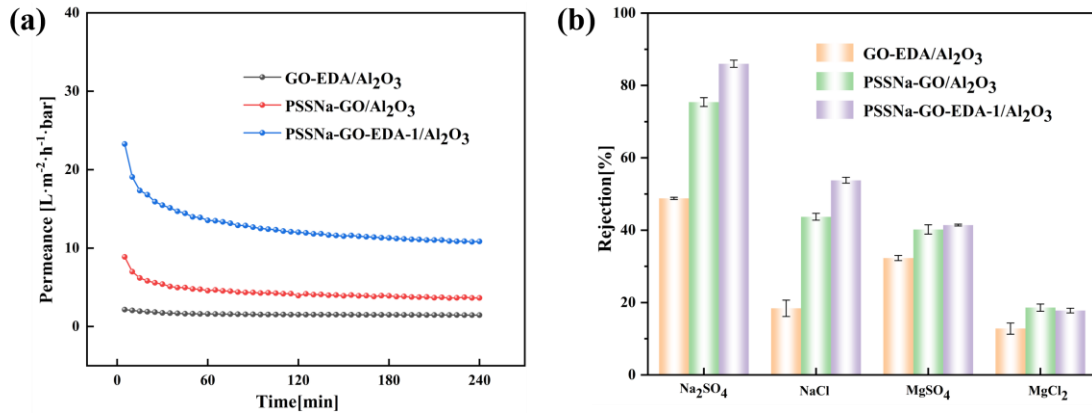 (a)
40
30
20
10
0
Permeance [L·m⁻²·h⁻¹·bar]
GO-EDA/Al₂O₃
PSSNa-GO/Al₂O₃
PSSNa-GO-EDA-1/Al₂O₃
0 60 120 180 240
Time[min]
(b)
100
80
60
40
20
0
Rejection[%]
GO-EDA/Al₂O₃
PSSNa-GO/Al₂O₃
PSSNa-GO-EDA-1/Al₂O₃
Na₂SO₄ NaCl MgSO₄ MgCl₂